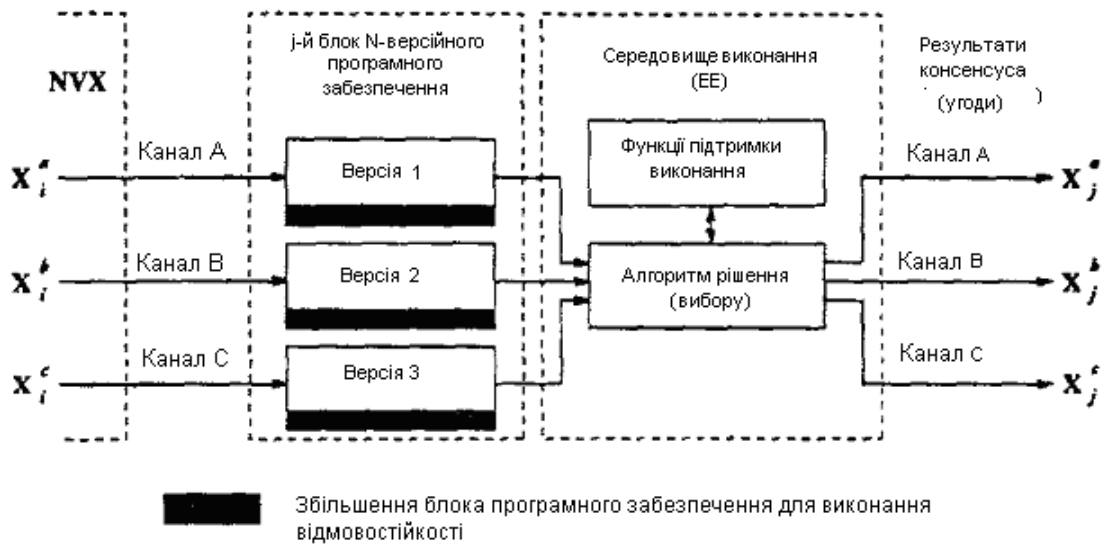 NVX
j-й блок N-версійного
програмного
забезпечення
Середовище виконання
(ЕЕ)
Результати
консенсуса
(угоди) )
X i a
Канал A
Версія 1
Функції підтримки
виконання
Канал A
X j a
X i b
Канал B
Версія 2
Алгоритм рішення
(вибору)
Канал B
X j b
X i c
Канал C
Версія 3
Канал C
X j c
Збільшення блока програмного забезпечення для виконання
відмовостійкості